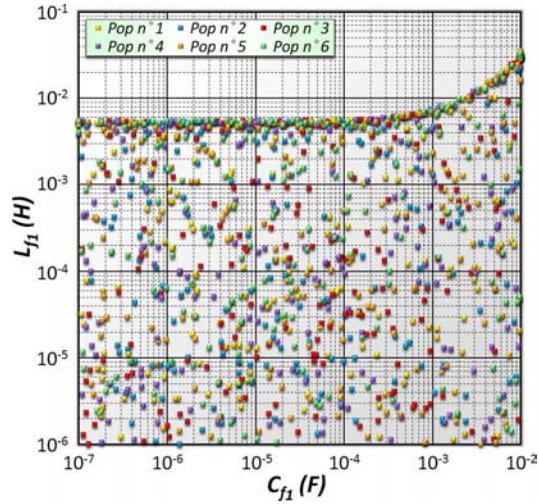 10⁻¹
Pop n°1 Pop n°2 Pop n°3
Pop n°4 Pop n°5 Pop n°6
10⁻²
10⁻³
L_f1 (H)
10⁻⁴
10⁻⁵
10⁻⁶
10⁻⁷ 10⁻⁶ 10⁻⁵ 10⁻⁴ 10⁻³ 10⁻²
C_f1 (F)